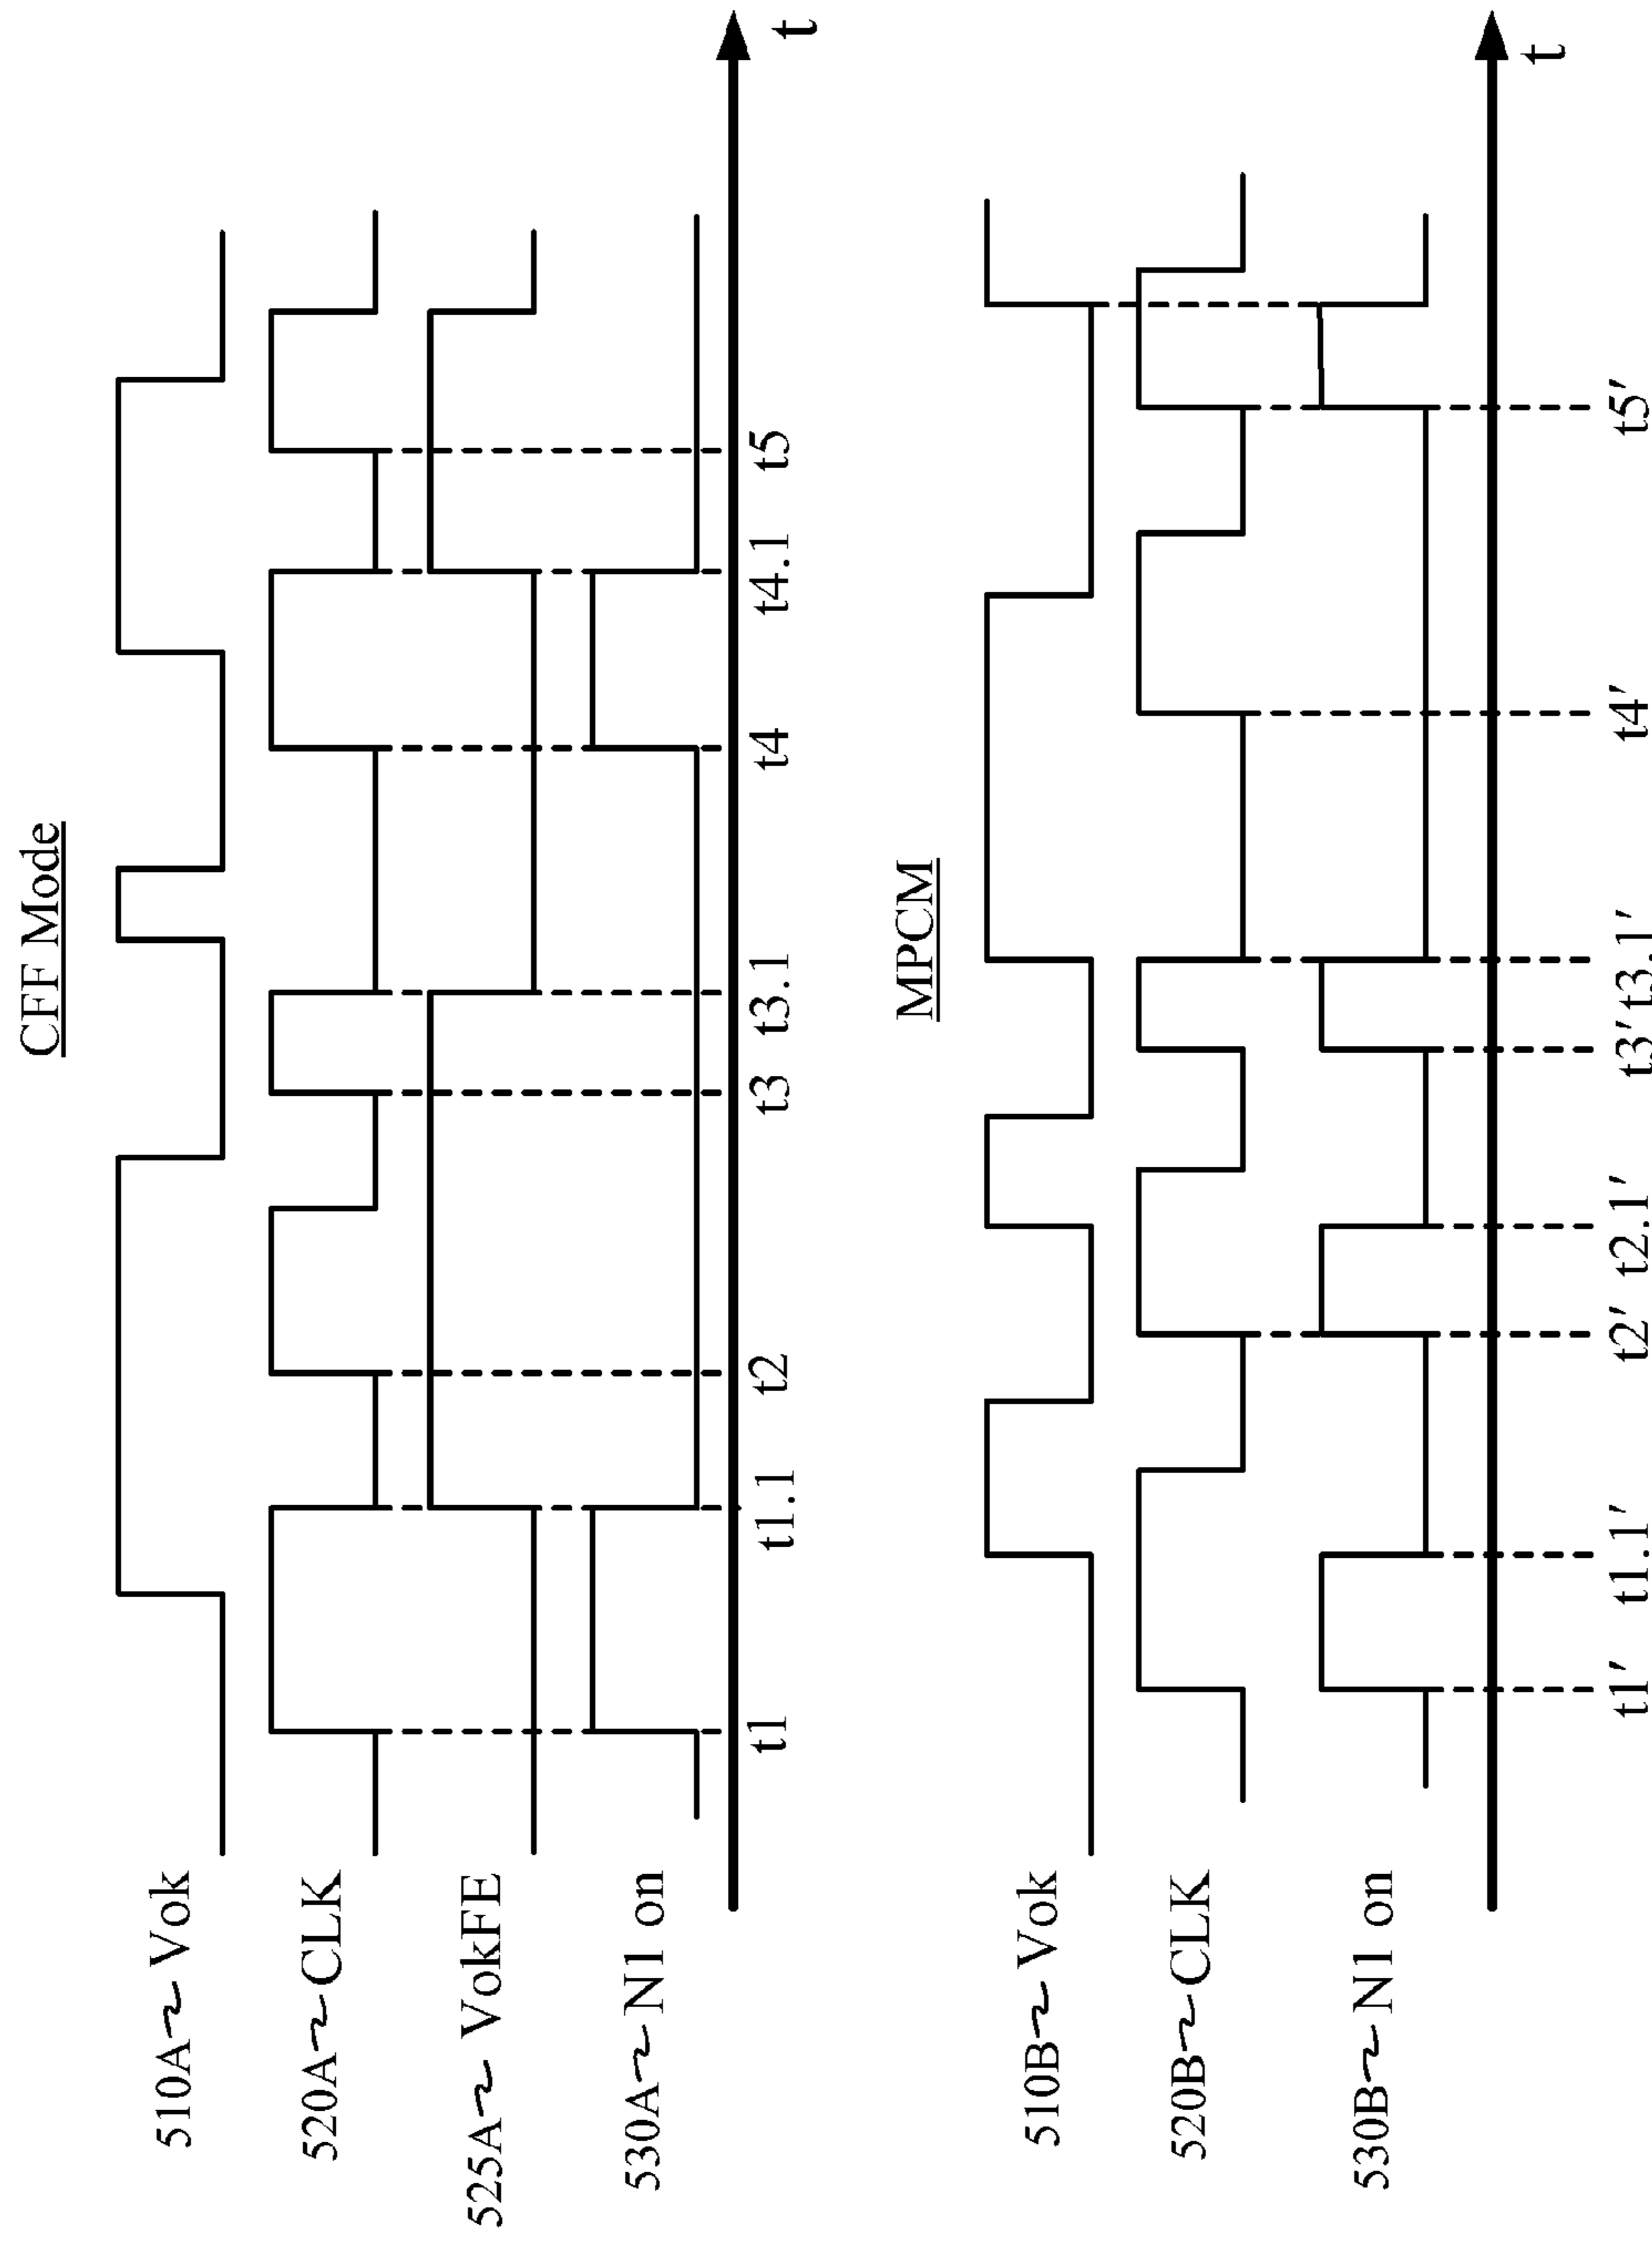 CFF Mode
510A Vok
520A CLK
525A VokFE
530A N1 on
t1 t1.1 t2 t3 t3.1 t4 t4.1 t5
t
MPCM
510B Vok
520B CLK
530B N1 on
t1′ t1.1′ t2′ t2.1′ t3′ t3.1′ t4′ t5′
t